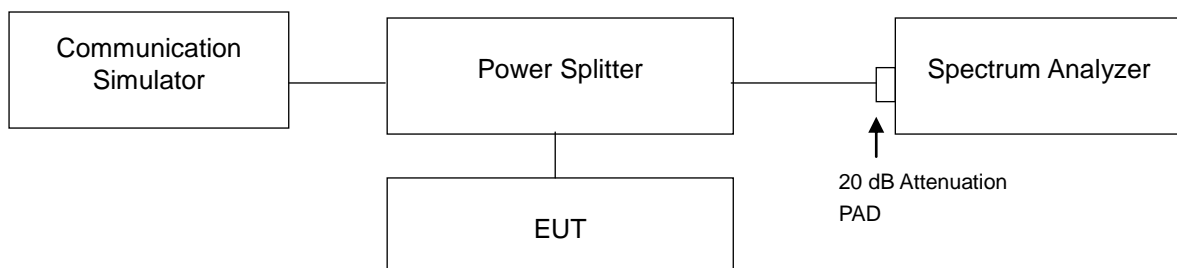 Communication
Simulator
Power Splitter
Spectrum Analyzer
20 dB Attenuation
PAD
EUT